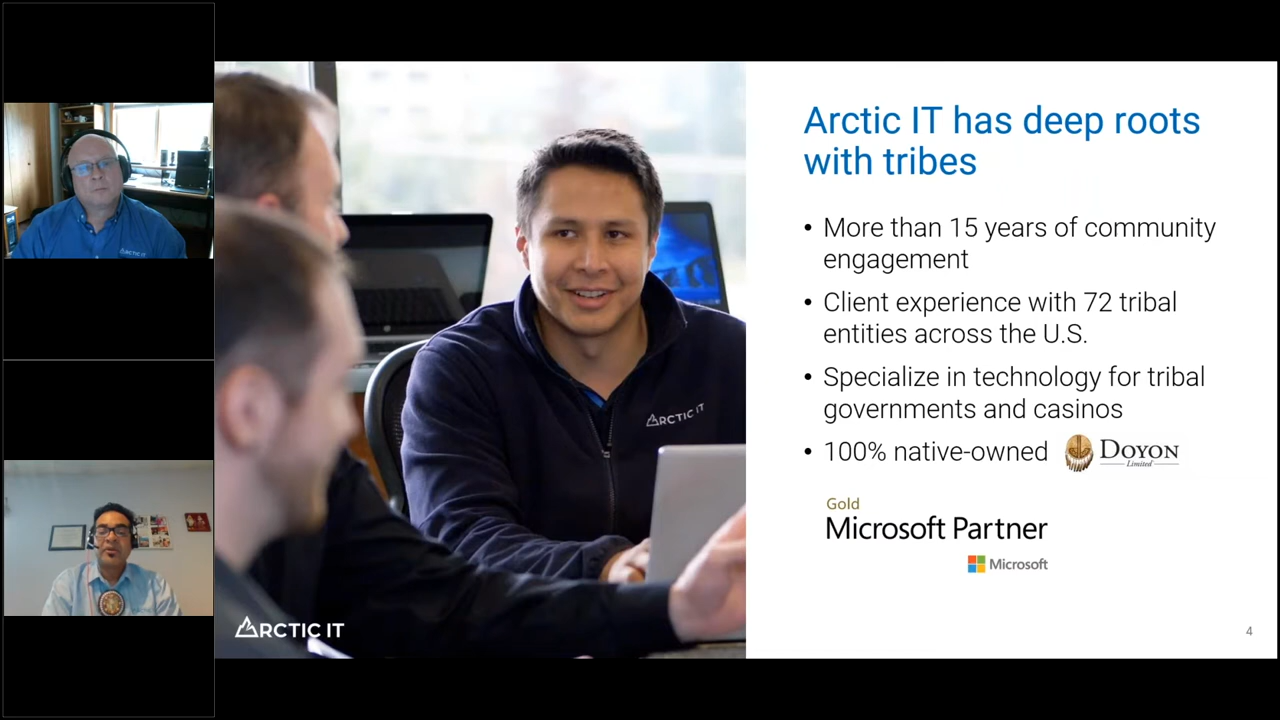 ARCTIC IT
Arctic IT has deep roots
with tribes
• More than 15 years of community
engagement
• Client experience with 72 tribal
entities across the U.S.
• Specialize in technology for tribal
governments and casinos
• 100% native-owned
DOYON
Limited
Gold
Microsoft Partner
Microsoft
ARCTIC IT
ARCTIC IT
4